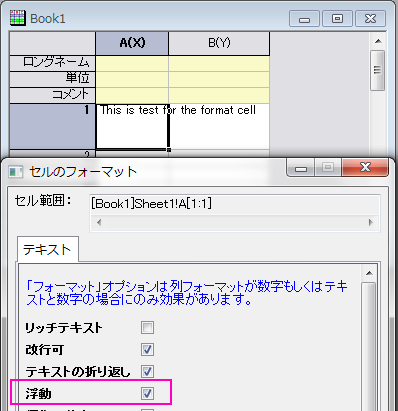 Book1
A(X) B(Y)
ロングネーム
単位
コメント
1 This is test for the format cell
セルのフォーマット
セル範囲: [Book1]Sheet1!A[1:1]
テキスト
「フォーマット」オプションは列フォーマットが数字もしくはテキ
ストと数字の場合にのみ効果があります。
リッチテキスト
改行可
テキストの折り返し
浮動